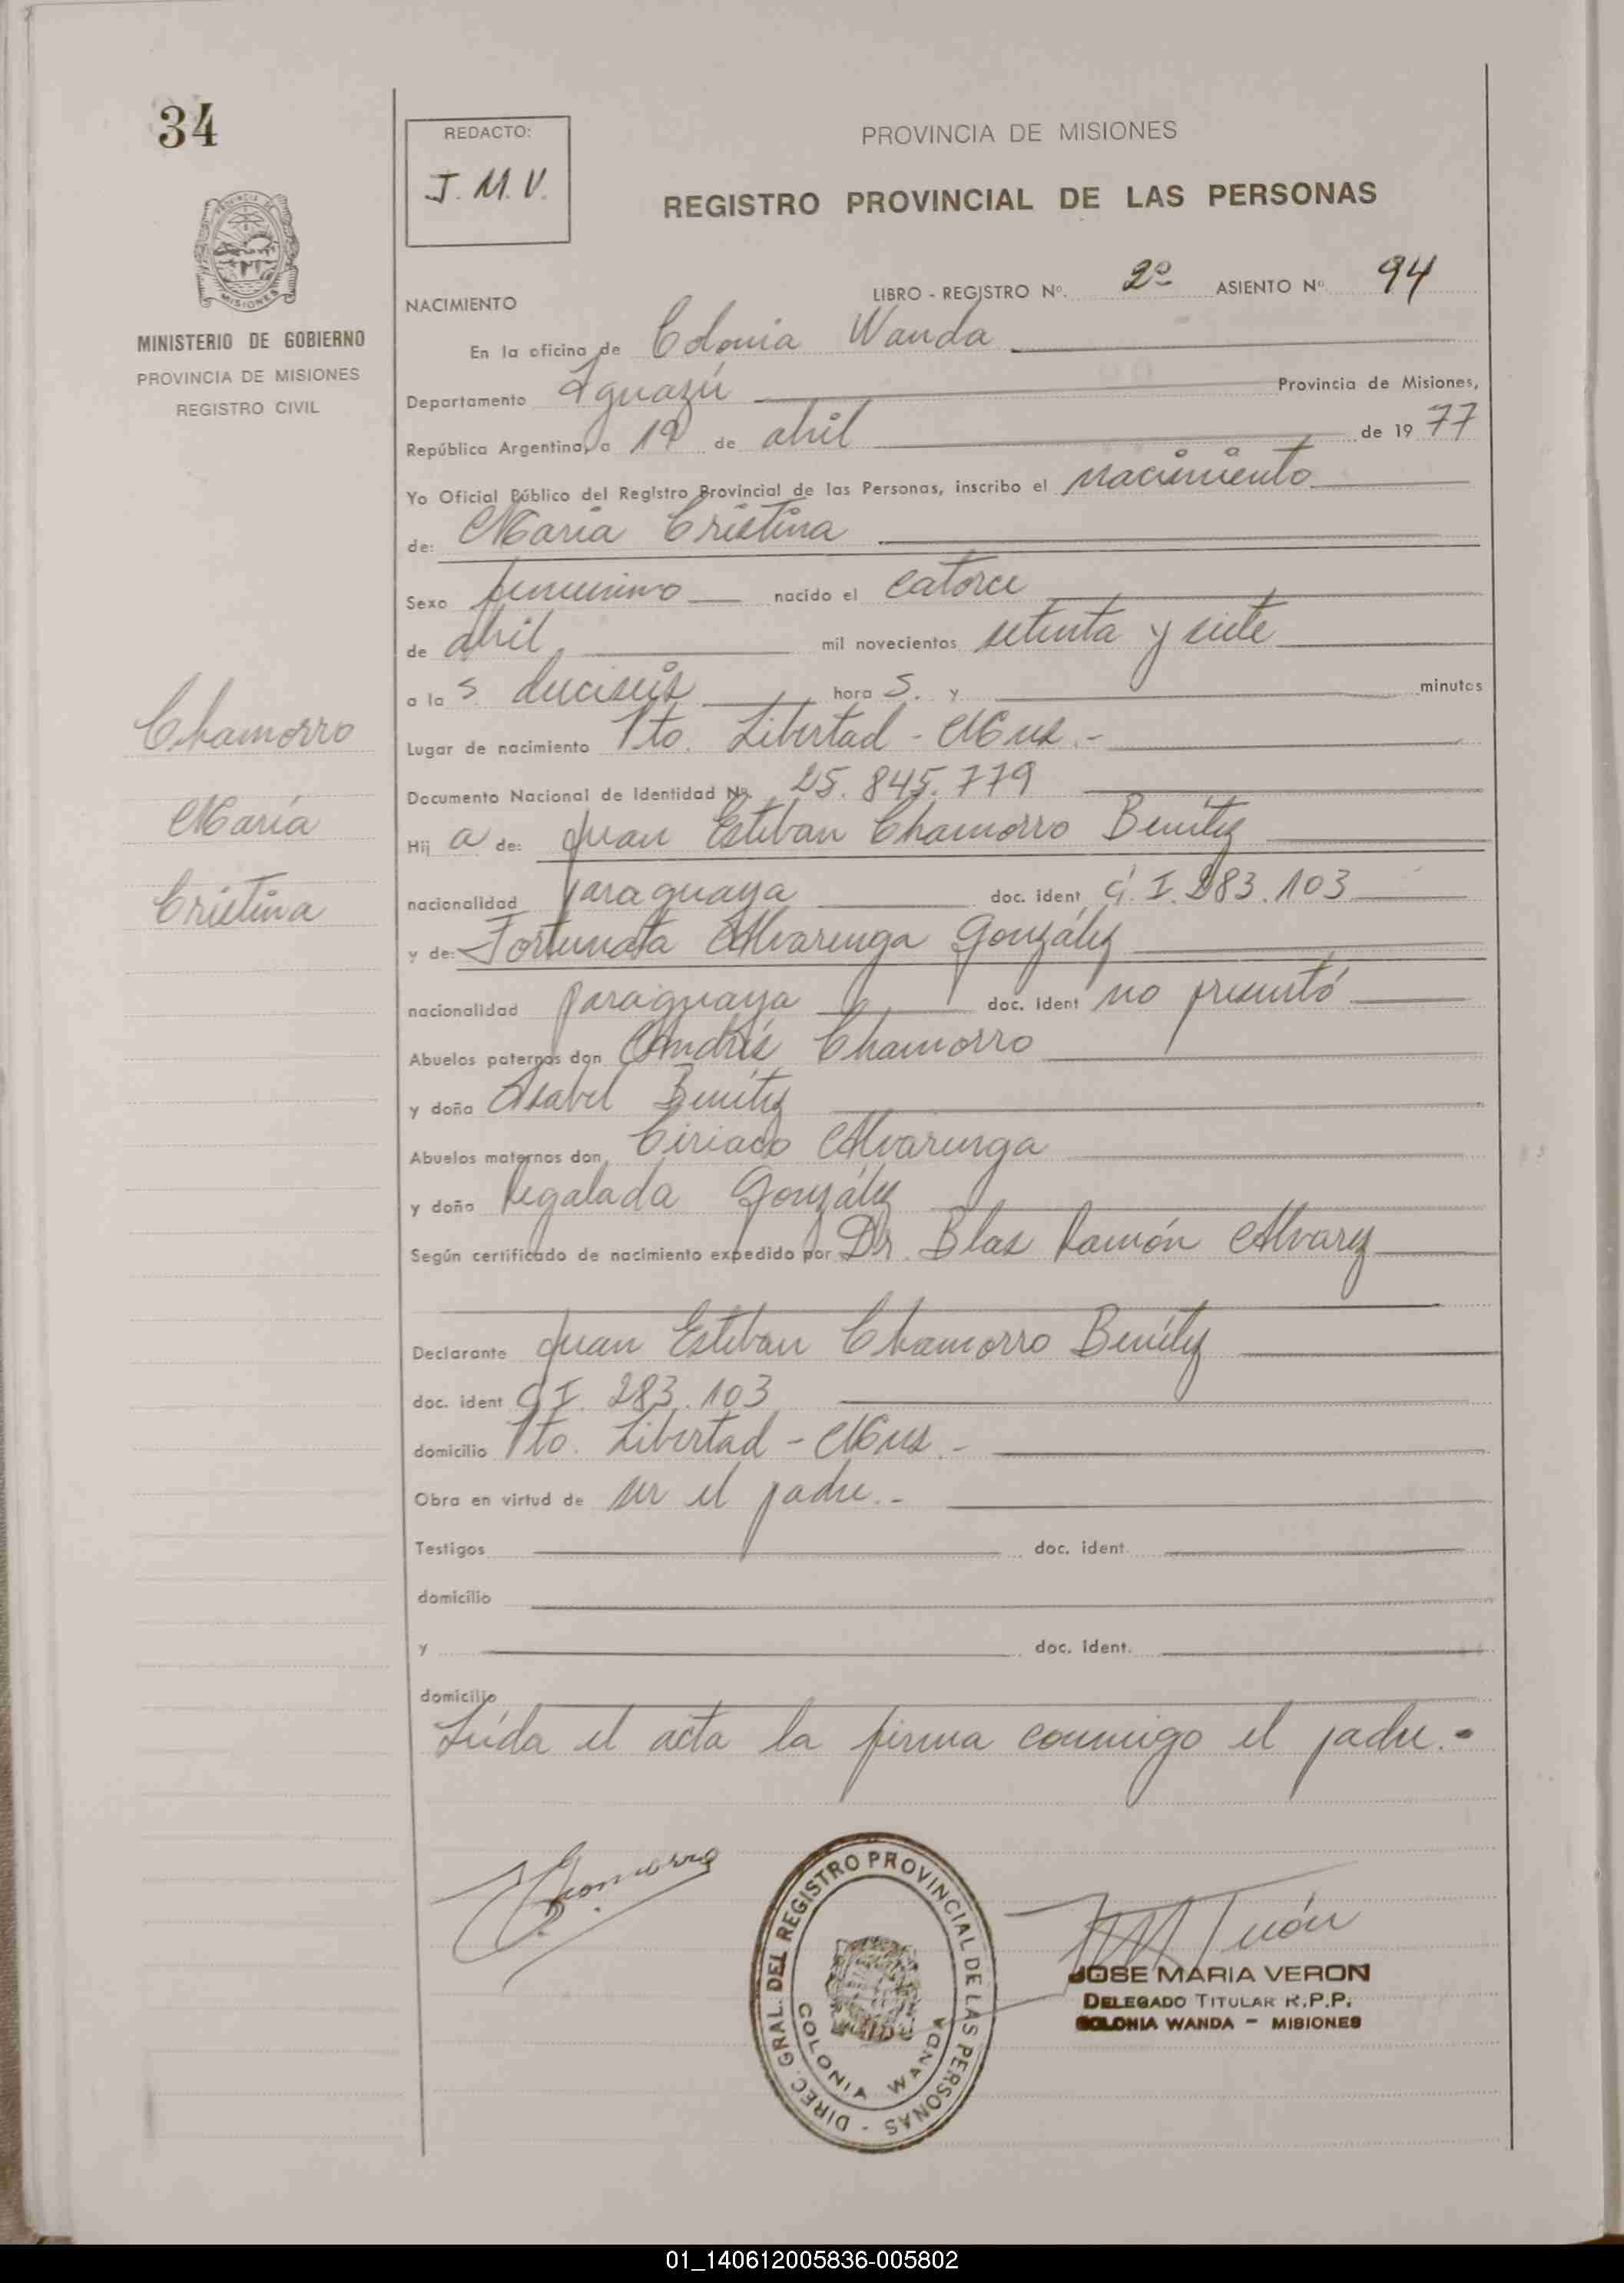 34
REDACTO:
J. M. V.
PROVINCIA DE MISIONES
REGISTRO PROVINCIAL DE LAS PERSONAS
MINISTERIO DE GOBIERNO
PROVINCIA DE MISIONES
REGISTRO CIVIL
NACIMIENTO
LIBRO - REGISTRO Nº. 2º ASIENTO Nº 94
En la oficina de Colonia Wanda
Departamento Iguazú Provincia de Misiones,
República Argentina, a 19 de abril de 1977
Yo Oficial Público del Registro Provincial de las Personas, inscribo el nacimiento
de: María Cristina
Sexo femenino nacido el catorce
de abril mil novecientos setenta y siete
a la s. dieciseis hora s. y minutos
Chamorro
María
Cristina
Lugar de nacimiento Pto. Libertad - Mnes.-
Documento Nacional de Identidad Nº. 25.845.779
Hij a de: Juan Esteban Chamorro Benítez
nacionalidad paraguaya doc. ident C. I. 283.103
y de: Fortunata Alvarenga González
nacionalidad paraguaya doc. ident no presentó
Abuelos paternos don Andrés Chamorro
y doña Isabel Benítez
Abuelos maternos don Ciriaco Alvarenga
y doña Regalada González
Según certificado de nacimiento expedido por Dr. Blas Ramón Alvarez
Declarante Juan Esteban Chamorro Benítez
doc. ident C I. 283.103
domicilio Pto. Libertad - Mnes.-
Obra en virtud de ser el padre.-
Testigos doc. ident.
domicilio
y doc. ident.
domicilio
Leída el acta la firma conmigo el padre.-
DIREC. GRAL. DEL REGISTRO PROVINCIAL DE LAS PERSONAS -
COLONIA WANDA
JOSE MARIA VERON
DELEGADO TITULAR R.P.P.
COLONIA WANDA - MISIONES
01_140612005836-005802